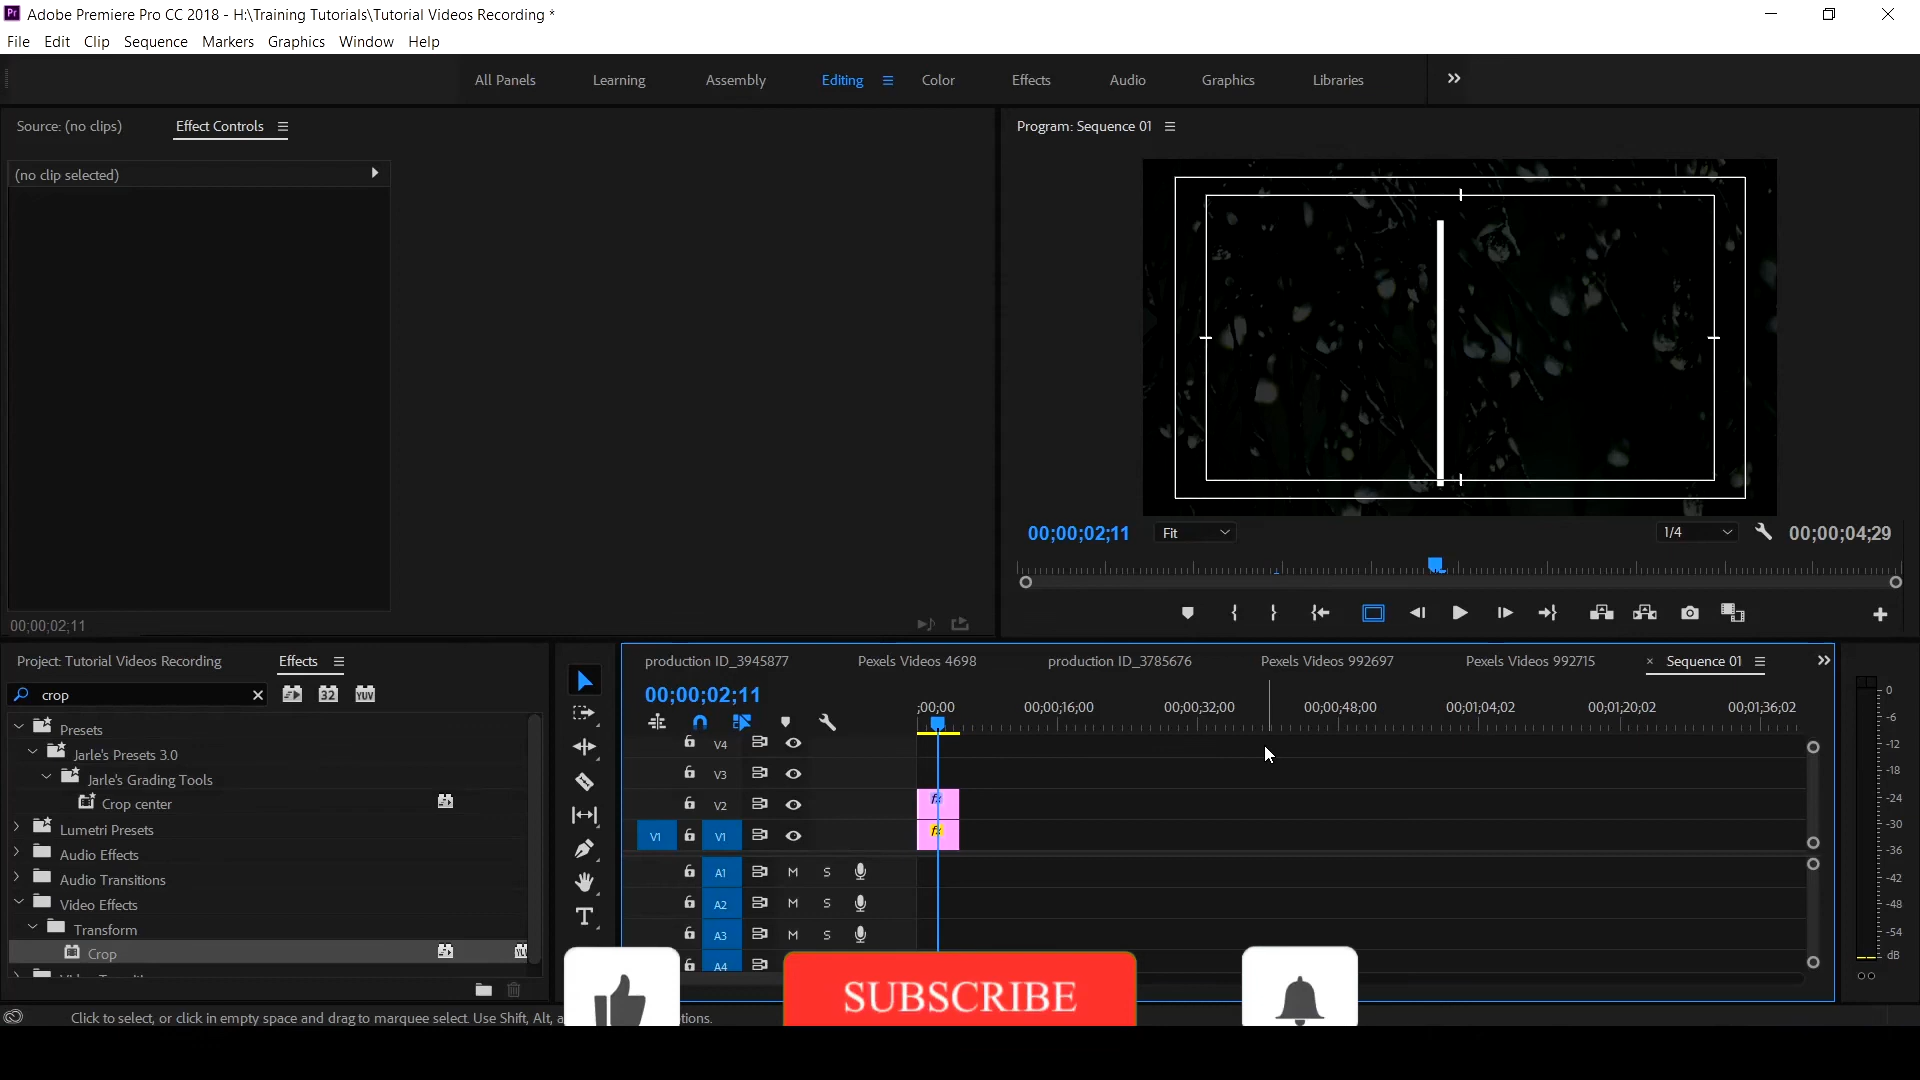 Pr Adobe Premiere Pro CC 2018 - H:\Training Tutorials\Tutorial Videos Recording *
File Edit Clip Sequence Markers Graphics Window Help
All Panels Learning Assembly Editing Color Effects Audio Graphics Libraries
Source: (no clips) Effect Controls
Program: Sequence 01
(no clip selected)
00;00;02;11 Fit 1/4 00;00;04;29
00;00;02;11
Project: Tutorial Videos Recording Effects
production ID_3945877 Pexels Videos 4698 production ID_3785676 Pexels Videos 992697 Pexels Videos 992715 × Sequence 01
crop
32 YUV
00;00;02;11
;00;00 00;00;16;00 00;00;32;00 00;00;48;00 00;01;04;02 00;01;20;02 00;01;36;02
Presets
Jarle's Presets 3.0
Jarle's Grading Tools
Crop center
Lumetri Presets
Audio Effects
Audio Transitions
Video Effects
Transform
Crop
V4
V3
V2 fx
V1 V1 fx
A1 M S
A2 M S
A3 M S
A4
0
-6
-12
-18
-24
-30
-36
-42
-48
-54
dB
SUBSCRIBE
Click to select, or click in empty space and drag to marquee select. Use Shift, Alt, a
tions.